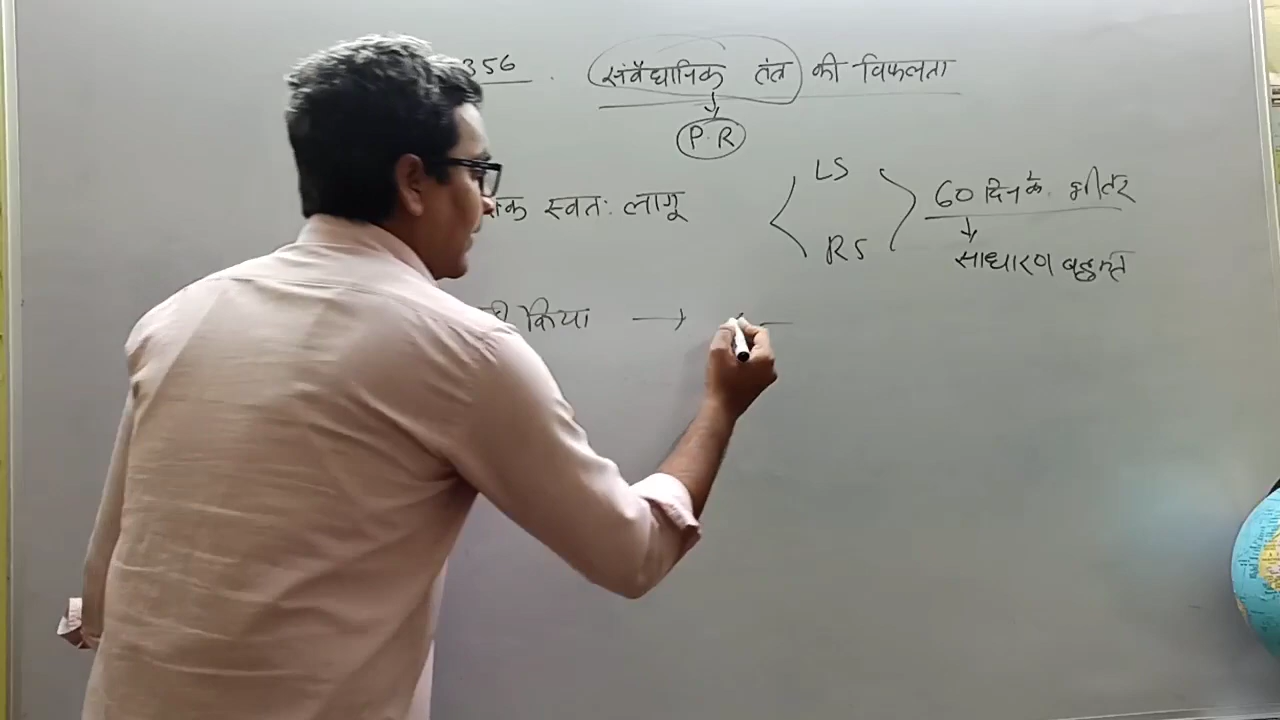 356. संवैधानिक तंत्र की विफलता
P.R
LS
60 दिन के भीतर
स्वतः लागू
RS
साधारण बहुमत
किया →